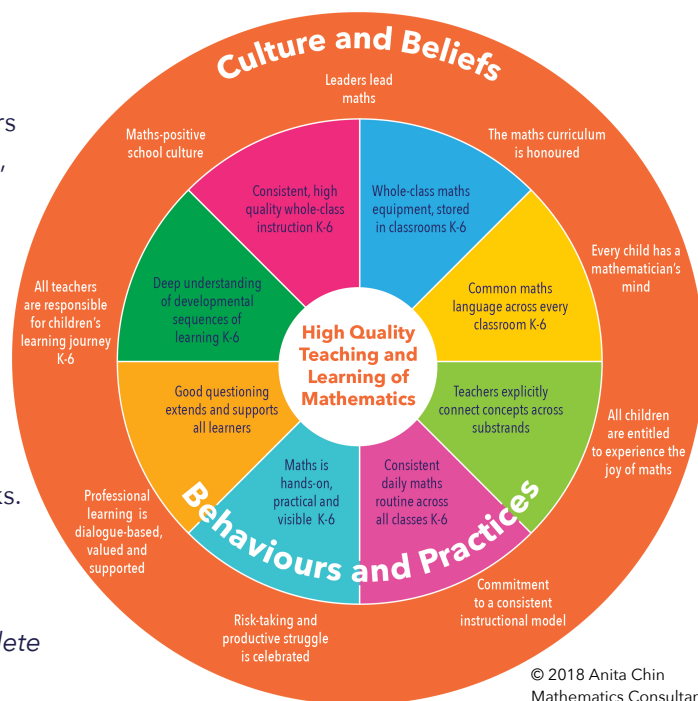 Culture and Beliefs
Leaders lead
maths
The maths curriculum
is honoured
Every child has a
mathematician's
mind
All children
are entitled
to experience the
joy of maths
Commitment
to a consistent
instructional model
Risk-taking and
productive struggle
is celebrated
Professional
learning is
dialogue-based,
valued and
supported
All teachers
are responsible
for children's
learning journey
K-6
Maths-positive
school culture
Consistent, high
quality whole-class
instruction K-6
Whole-class maths
equipment, stored
in classrooms K-6
Common maths
language across every
classroom K-6
Teachers explicitly
connect concepts across
substrands
Consistent
daily maths
routine across
all classes K-6
Maths is
hands-on,
practical and
visible K-6
Good questioning
extends and supports
all learners
Deep understanding
of developmental
sequences of
learning K-6
High Quality
Teaching and
Learning of
Mathematics
Behaviours and Practices
© 2018 Anita Chin
Mathematics